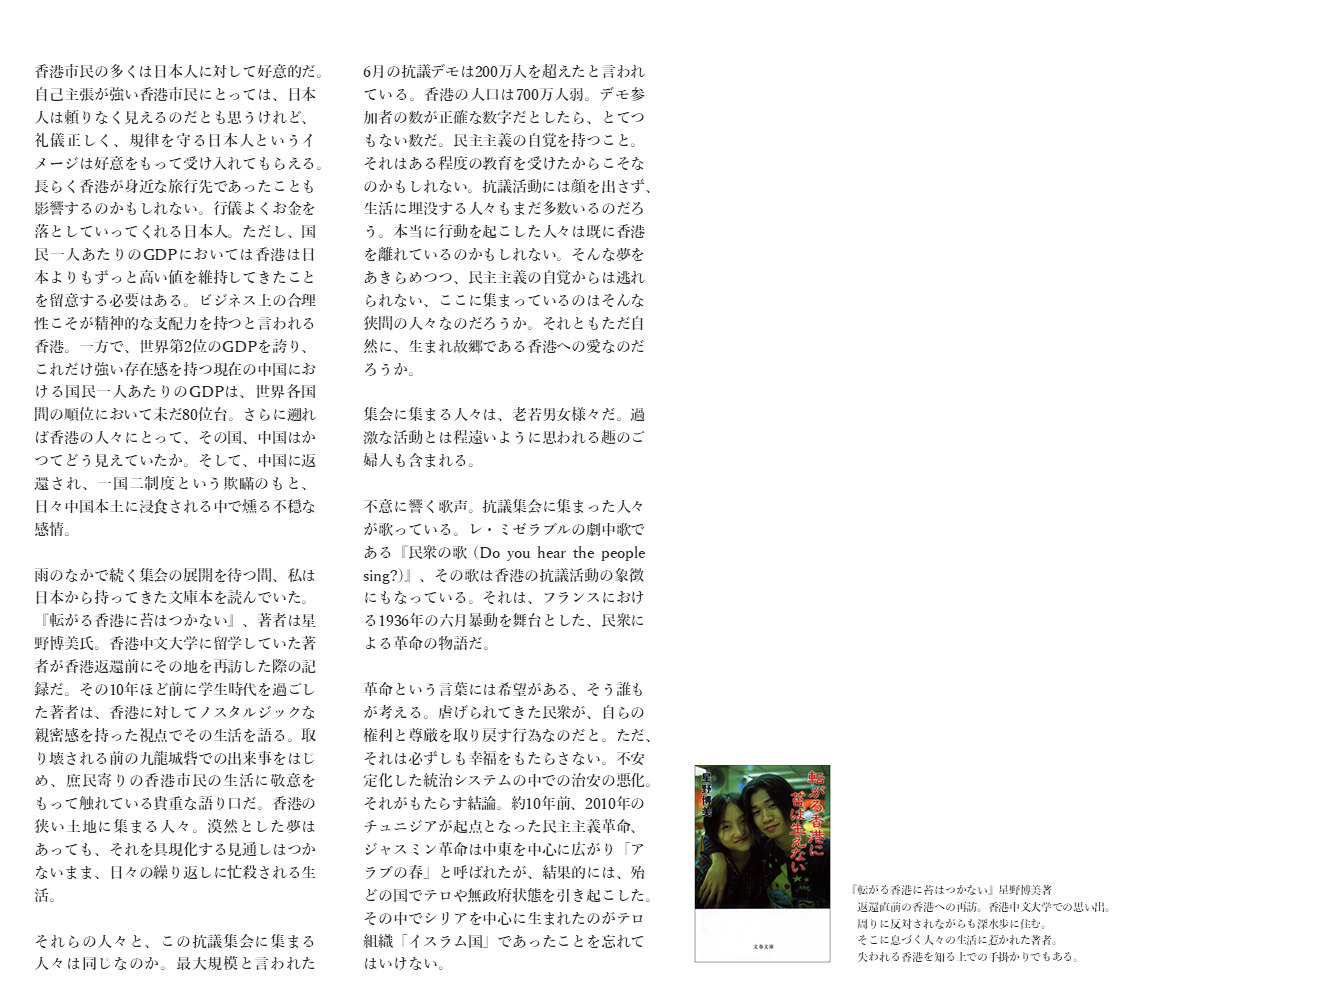 香港市民の多くは日本人に対して好意的だ。
自己主張が強い香港市民にとっては、日本
人は頼りなく見えるのだとも思うけれど、
礼儀正しく、規律を守る日本人というイ
メージは好意をもって受け入れてもらえる。
長らく香港が身近な旅行先であったことも
影響するのかもしれない。行儀よくお金を
落としていってくれる日本人。ただし、国
民一人あたりのGDPにおいては香港は日
本よりもずっと高い値を維持してきたこと
を留意する必要はある。ビジネス上の合理
性こそが精神的な支配力を持つと言われる
香港。一方で、世界第2位のGDPを誇り、
これだけ強い存在感を持つ現在の中国にお
ける国民一人あたりのGDPは、世界各国
間の順位において未だ80位台。さらに遡れ
ば香港の人々にとって、その国、中国はか
つてどう見えていたか。そして、中国に返
還され、一国二制度という欺瞞のもと、
日々中国本土に浸食される中で燻る不穏な
感情。
雨のなかで続く集会の展開を待つ間、私は
日本から持ってきた文庫本を読んでいた。
『転がる香港に苔はつかない』、著者は星
野博美氏。香港中文大学に留学していた著
者が香港返還前にその地を再訪した際の記
録だ。その10年ほど前に学生時代を過ごし
た著者は、香港に対してノスタルジックな
親密感を持った視点でその生活を語る。取
り壊される前の九龍城砦での出来事をはじ
め、庶民寄りの香港市民の生活に敬意を
もって触れている貴重な語り口だ。香港の
狭い土地に集まる人々。漠然とした夢は
あっても、それを具現化する見通しはつか
ないまま、日々の繰り返しに忙殺される生
活。
それらの人々と、この抗議集会に集まる
人々は同じなのか。最大規模と言われた
6月の抗議デモは200万人を超えたと言われ
ている。香港の人口は700万人弱。デモ参
加者の数が正確な数字だとしたら、とてつ
もない数だ。民主主義の自覚を持つこと。
それはある程度の教育を受けたからこそな
のかもしれない。抗議活動には顔を出さず、
生活に埋没する人々もまだ多数いるのだろ
う。本当に行動を起こした人々は既に香港
を離れているのかもしれない。そんな夢を
あきらめつつ、民主主義の自覚からは逃れ
られない、ここに集まっているのはそんな
狭間の人々なのだろうか。それともただ自
然に、生まれ故郷である香港への愛なのだ
ろうか。
集会に集まる人々は、老若男女様々だ。過
激な活動とは程遠いように思われる趣のご
婦人も含まれる。
不意に響く歌声。抗議集会に集まった人々
が歌っている。レ・ミゼラブルの劇中歌で
ある『民衆の歌 (Do you hear the people
sing?)』、その歌は香港の抗議活動の象徴
にもなっている。それは、フランスにおけ
る1936年の六月暴動を舞台とした、民衆に
よる革命の物語だ。
革命という言葉には希望がある、そう誰も
が考える。虐げられてきた民衆が、自らの
権利と尊厳を取り戻す行為なのだと。ただ、
それは必ずしも幸福をもたらさない。不安
定化した統治システムの中での治安の悪化。
それがもたらす結論。約10年前、2010年の
チュニジアが起点となった民主主義革命、
ジャスミン革命は中東を中心に広がり「ア
ラブの春」と呼ばれたが、結果的には、殆
どの国でテロや無政府状態を引き起こした。
その中でシリアを中心に生まれたのがテロ
組織「イスラム国」であったことを忘れて
はいけない。
転がる香港に
苔は生えない
星野博美
文春文庫
『転がる香港に苔はつかない』星野博美著
返還直前の香港への再訪。香港中文大学での思い出。
周りに反対されながらも深水歩に住む。
そこに息づく人々の生活に惹かれた著者。
失われる香港を知る上での手掛かりでもある。